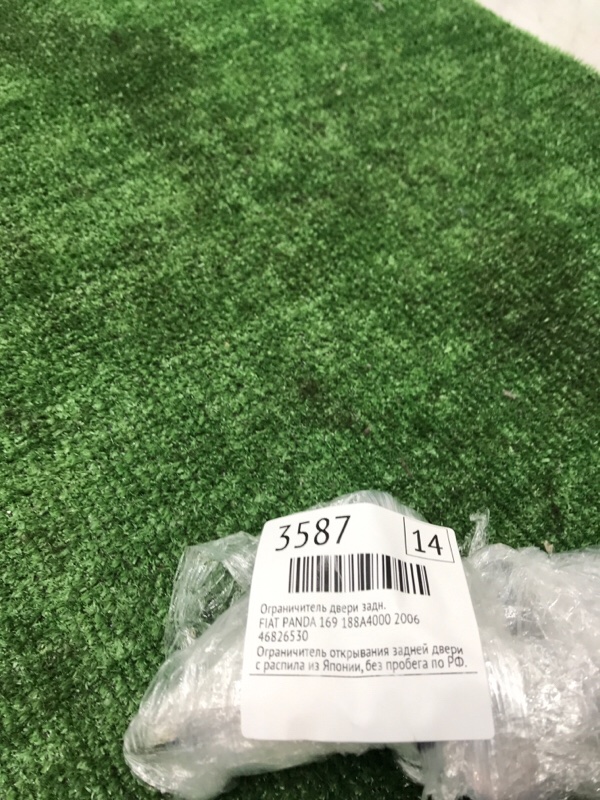 3587 14
Ограничитель двери задн.
FIAT PANDA 169 188A4000 2006
46826530
Ограничитель открывания задней двери
с распила из Японии, без пробега по РФ.